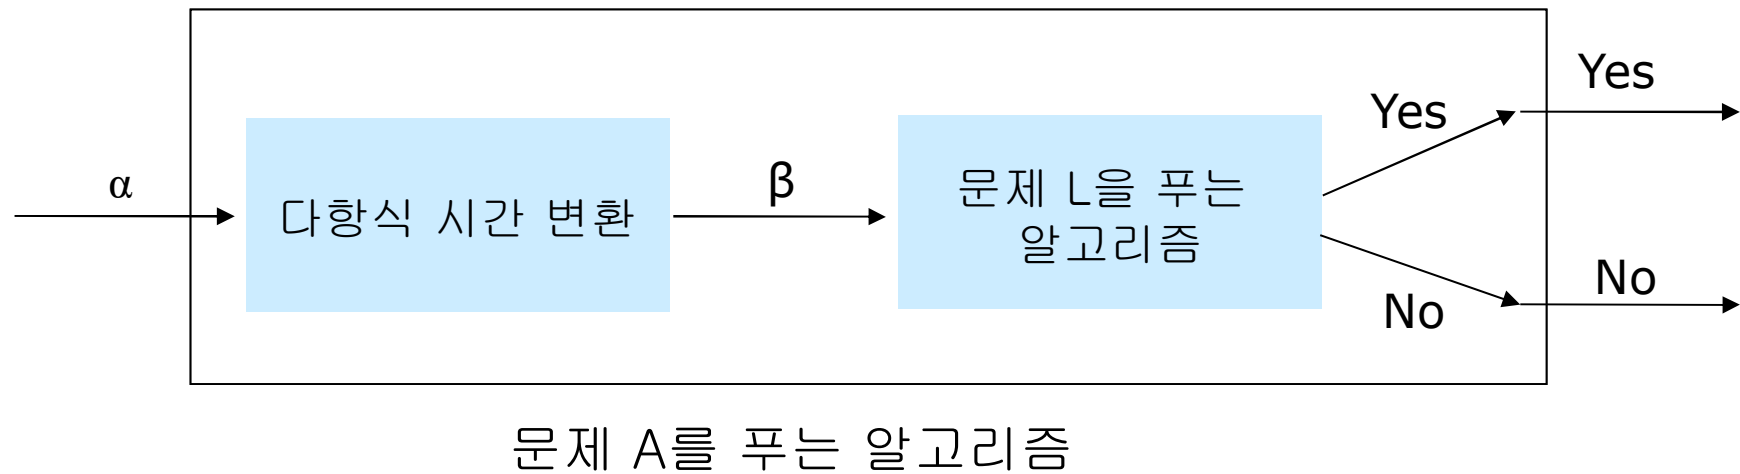 α
다항식 시간 변환
β
문제 L을 푸는
알고리즘
Yes
No
Yes
No
문제 A를 푸는 알고리즘